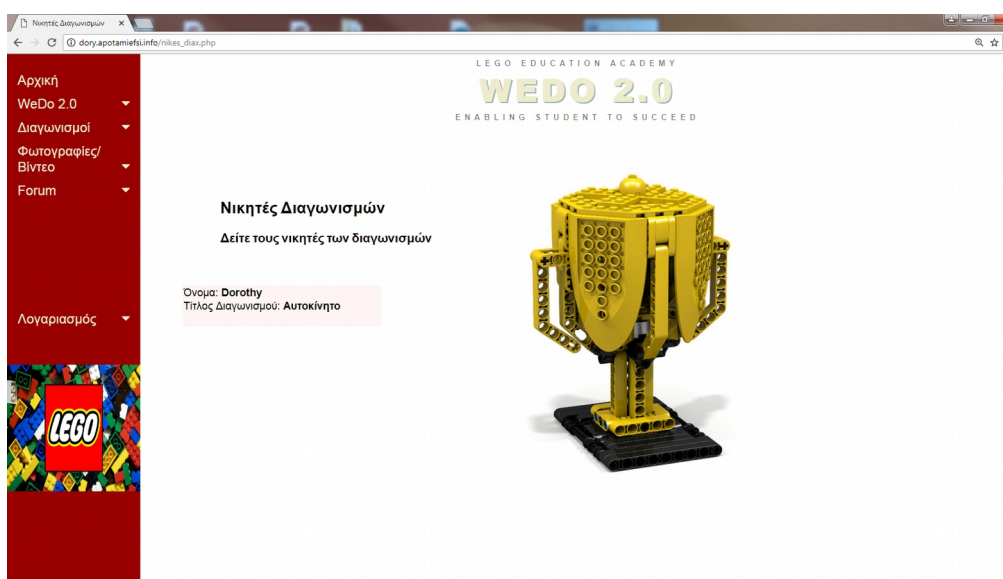 Νικητές Διαγωνισμών
dory.apotamiefsi.info/nikes_diax.php
LEGO EDUCATION ACADEMY
WEDO 2.0
ENABLING STUDENT TO SUCCEED
Αρχική
WeDo 2.0
Διαγωνισμοί
Φωτογραφίες/
Βίντεο
Forum
Λογαριασμός
LEGO
Νικητές Διαγωνισμών
Δείτε τους νικητές των διαγωνισμών
Όνομα: Dorothy
Τίτλος Διαγωνισμού: Αυτοκίνητο